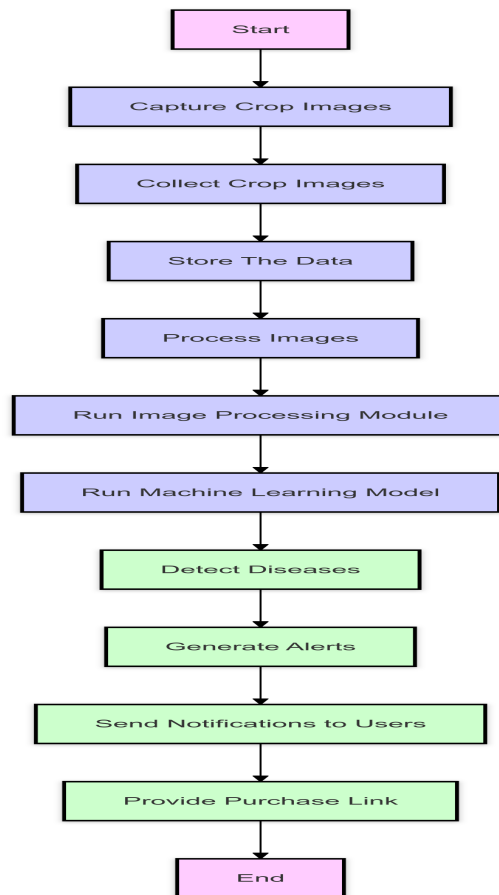 Start
Capture Crop Images
Collect Crop Images
Store The Data
Process Images
Run Image Processing Module
Run Machine Learning Model
Detect Diseases
Generate Alerts
Send Notifications to Users
Provide Purchase Link
End